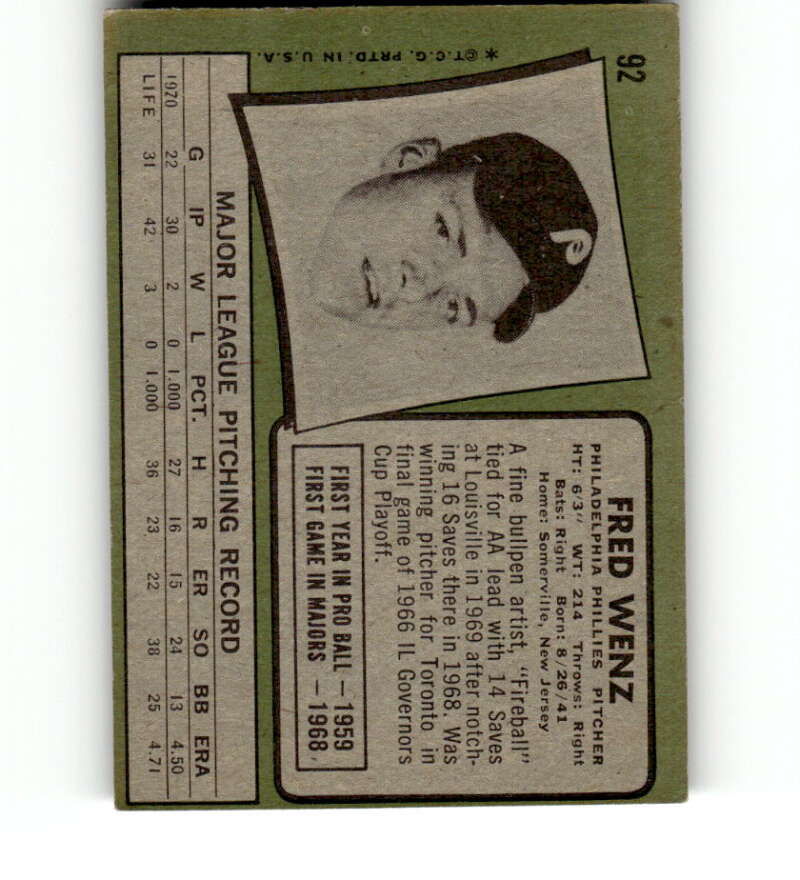 92
P
FRED WENZ
PHILADELPHIA PHILLIES PITCHER
HT: 6'3" WT: 214 Throws: Right
Bats: Right Born: 8/26/41
Home: Somerville, New Jersey
A fine bullpen artist, "Fireball"
tied for AA lead with 14 Saves
at Louisville in 1969 after notch-
ing 16 Saves there in 1968. Was
winning pitcher for Toronto in
final game of 1966 IL Governors
Cup Playoff.
FIRST YEAR IN PRO BALL — 1959
FIRST GAME IN MAJORS — 1968
MAJOR LEAGUE PITCHING RECORD
G IP W L PCT. H R ER SO BB ERA
1970 22 30 2 0 1.000 27 16 15 24 13 4.50
LIFE 31 42 3 0 1.000 36 23 22 38 25 4.71
*©T.C.G. PRTD. IN U.S.A.